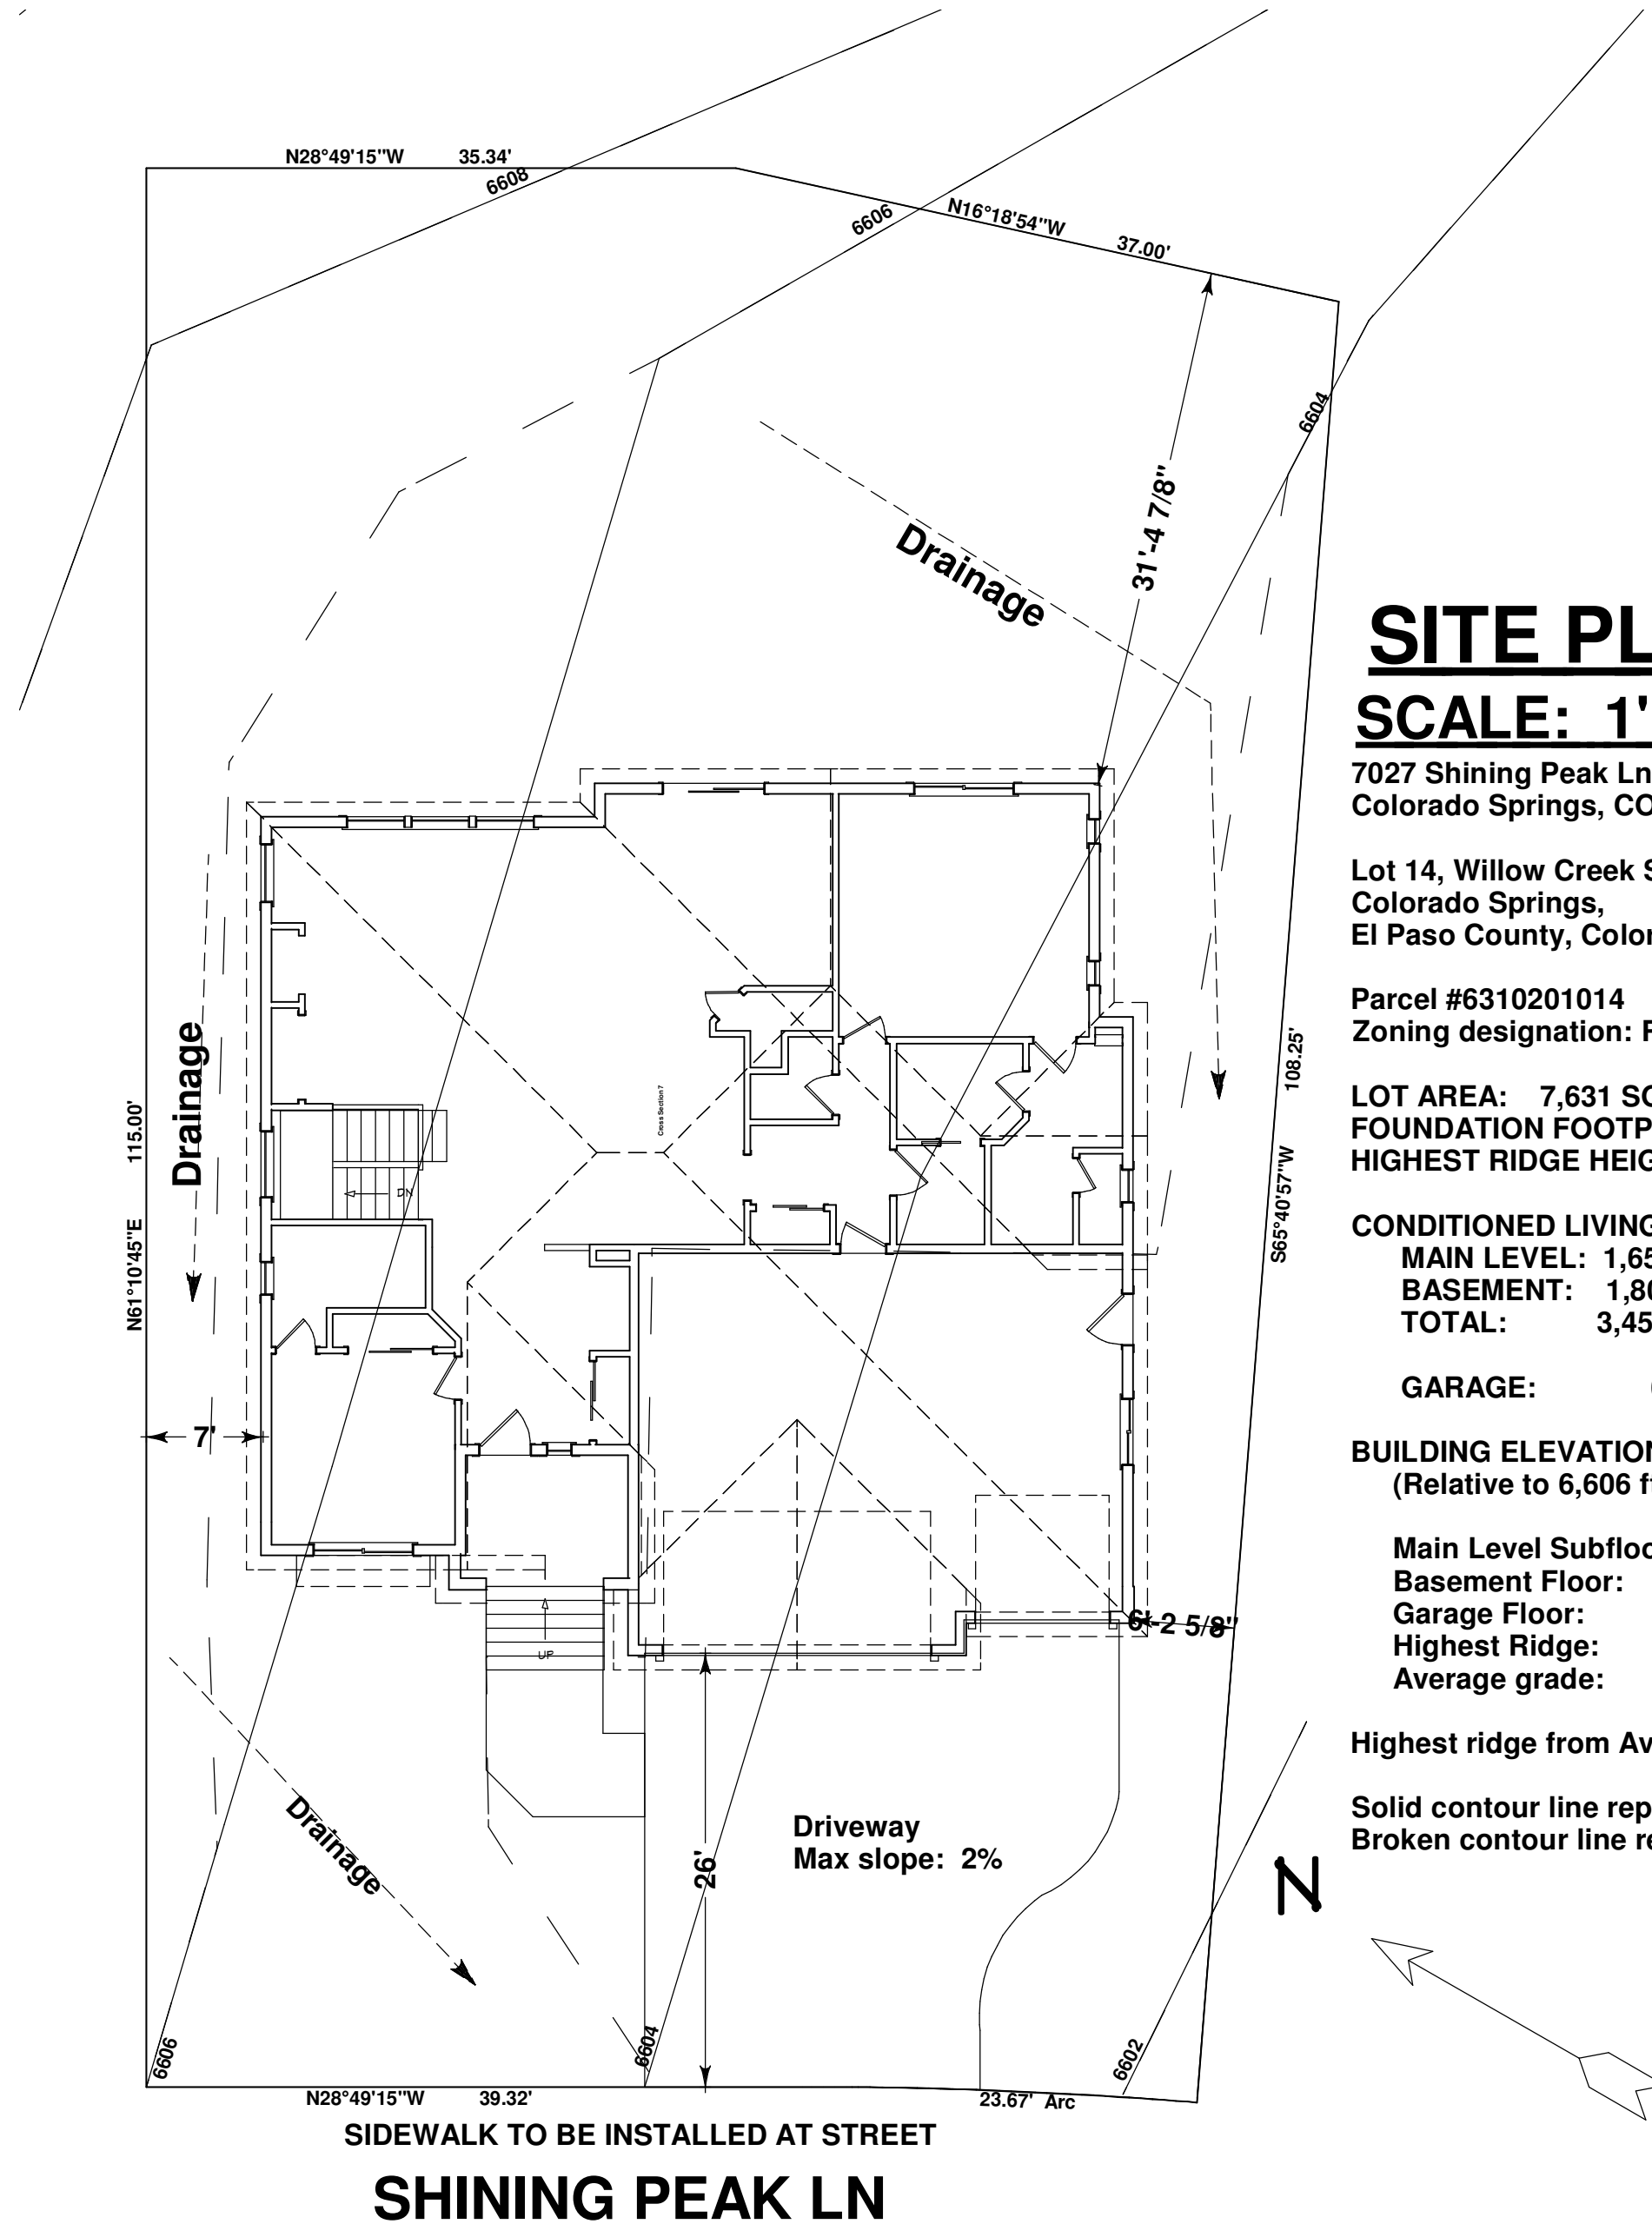 N28°49'15"W 35.34'
6608
6606
N16°18'54"W 37.00'
6604
31'-4 7/8"
Drainage
SITE PL
SCALE: 1"
7027 Shining Peak Ln
Colorado Springs, CO
Lot 14, Willow Creek S
Colorado Springs,
El Paso County, Color
Parcel #6310201014
Zoning designation: R
LOT AREA: 7,631 SQ
FOUNDATION FOOTP
HIGHEST RIDGE HEIG
CONDITIONED LIVING
MAIN LEVEL: 1,65
BASEMENT: 1,80
TOTAL: 3,45
GARAGE:
BUILDING ELEVATION
(Relative to 6,606 ft
Main Level Subfloo
Basement Floor:
Garage Floor:
Highest Ridge:
Average grade:
Highest ridge from Av
Solid contour line rep
Broken contour line re
Drainage
N61°10'45"E 115.00'
S65°40'57"W 108.25'
Cross Section 7
DN
7'
UP
6'-2 5/8"
Drainage
26'
Driveway
Max slope: 2%
N
6606
6604
6602
N28°49'15"W 39.32'
23.67' Arc
SIDEWALK TO BE INSTALLED AT STREET
SHINING PEAK LN